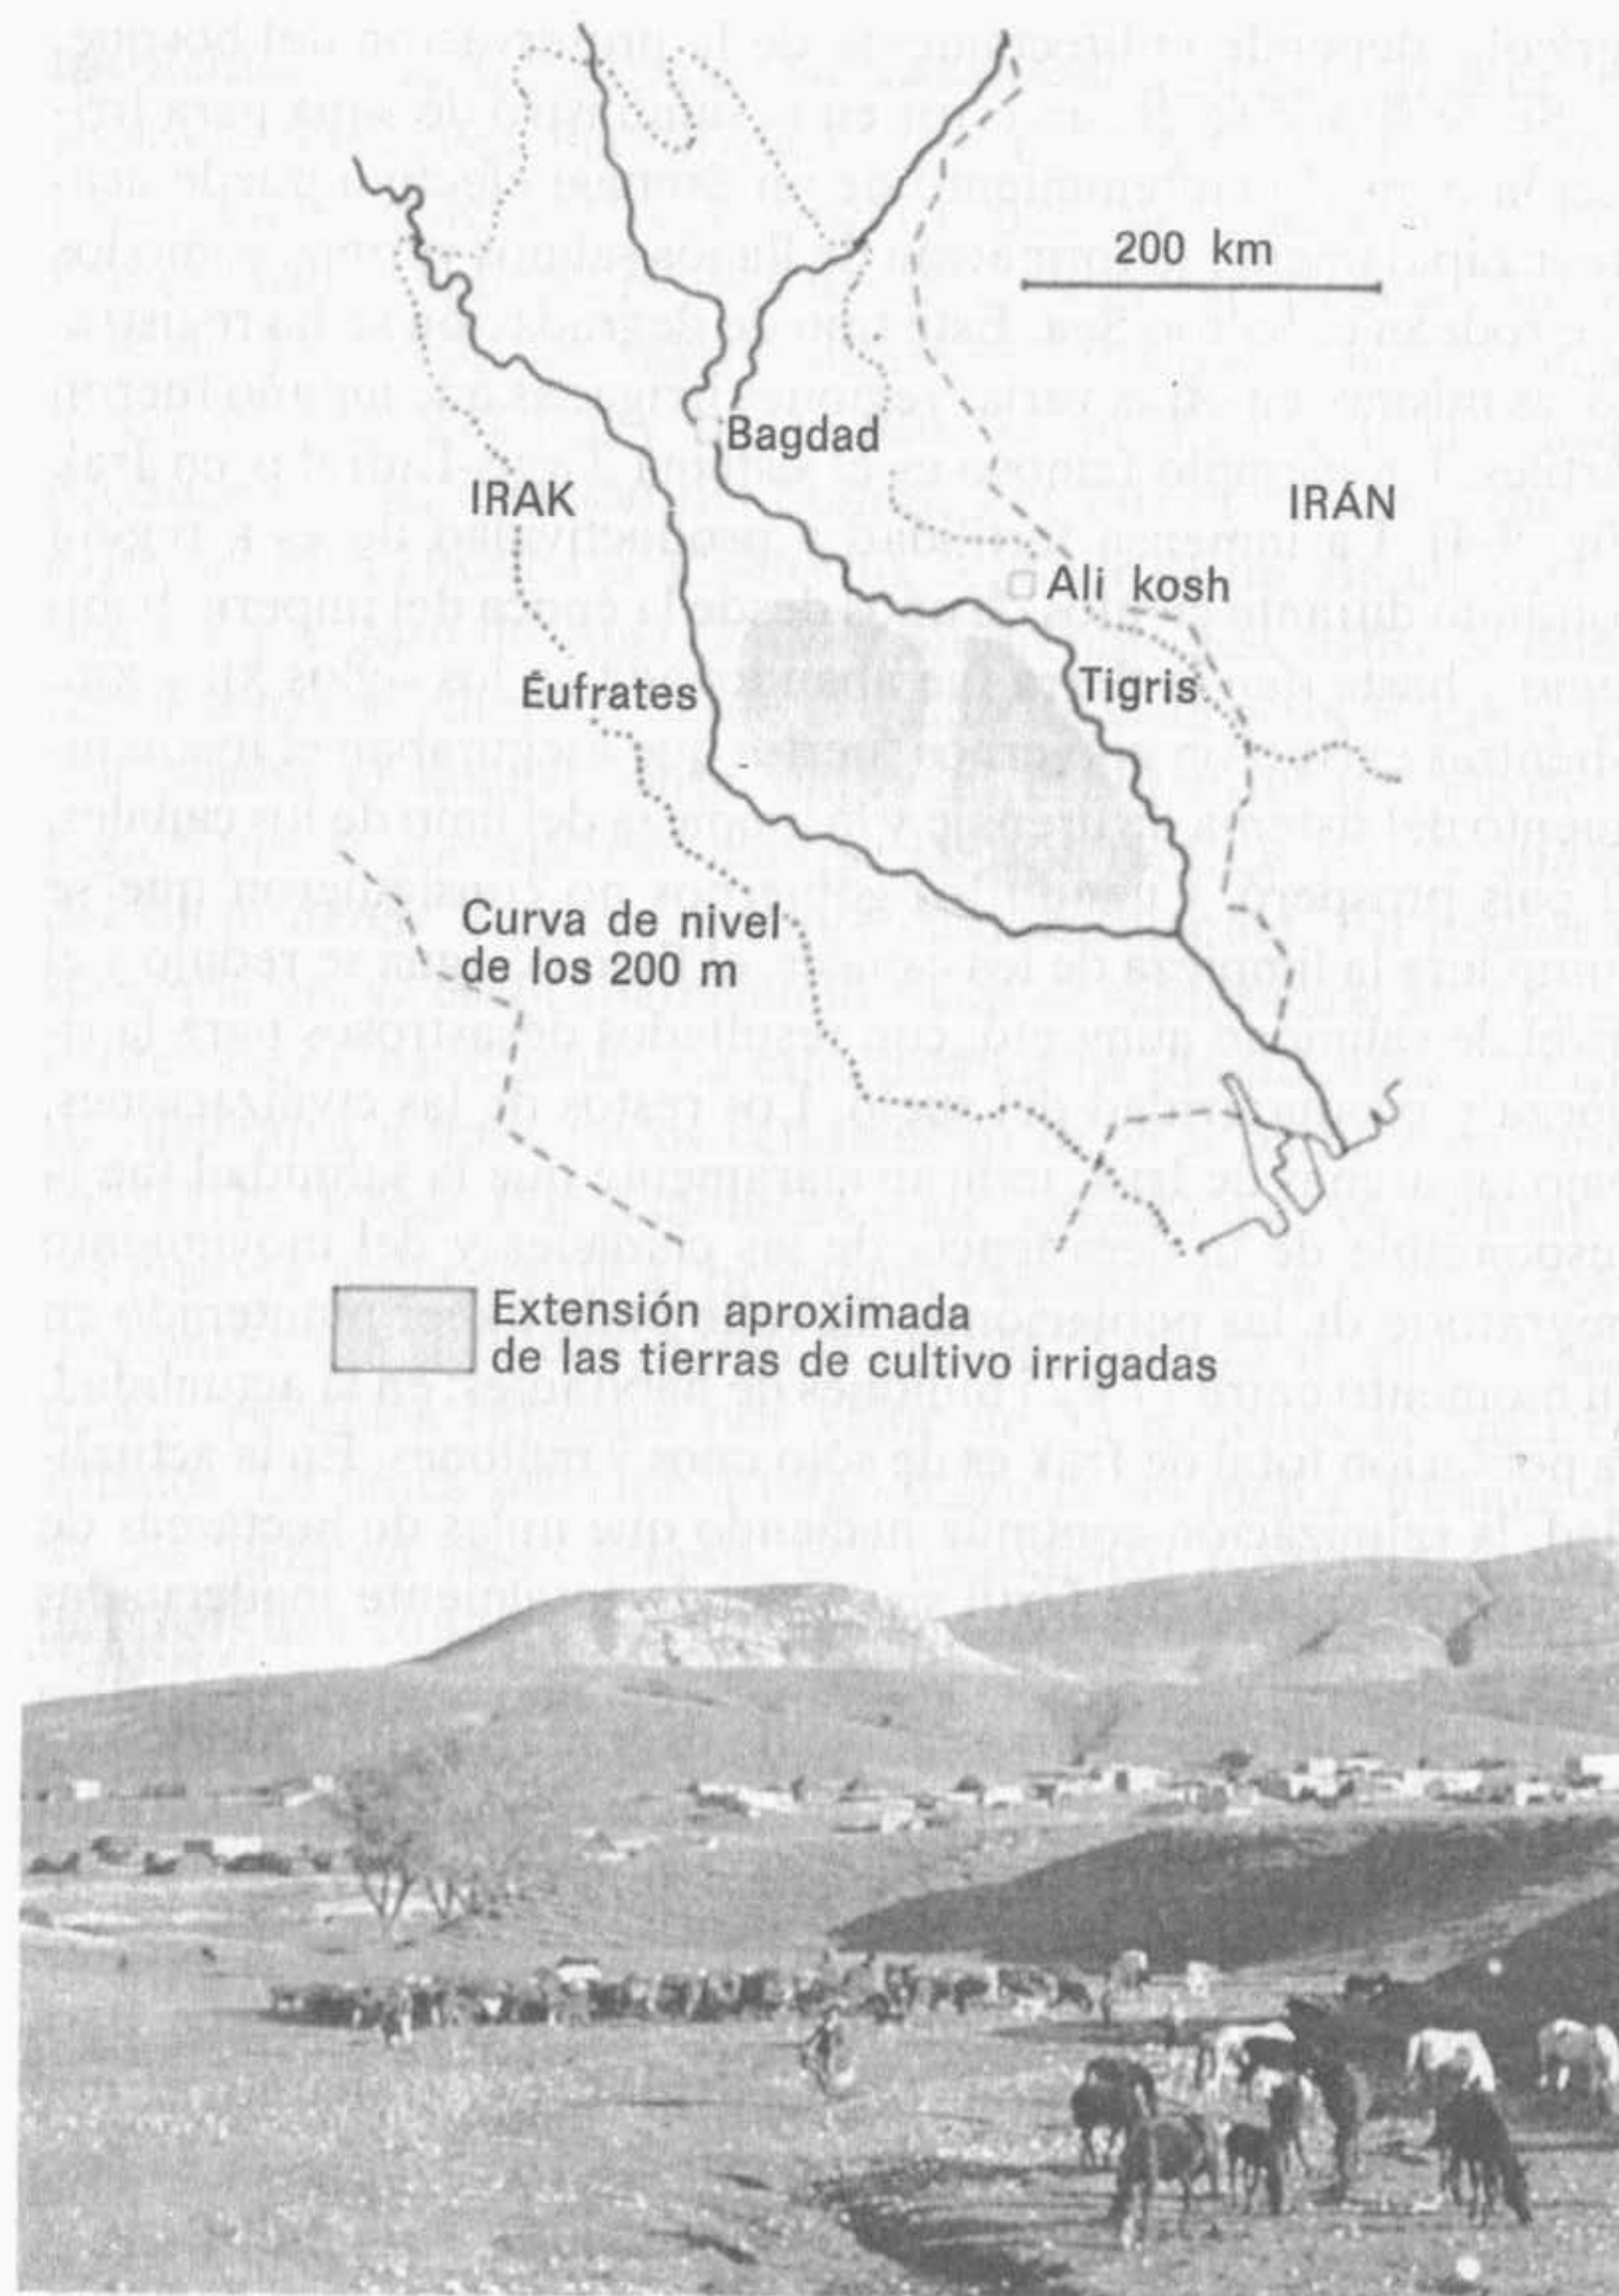 200 km
Bagdad
IRAK
IRÁN
Ali kosh
Éufrates
Tigris
Curva de nivel
de los 200 m
Extensión aproximada
de las tierras de cultivo irrigadas